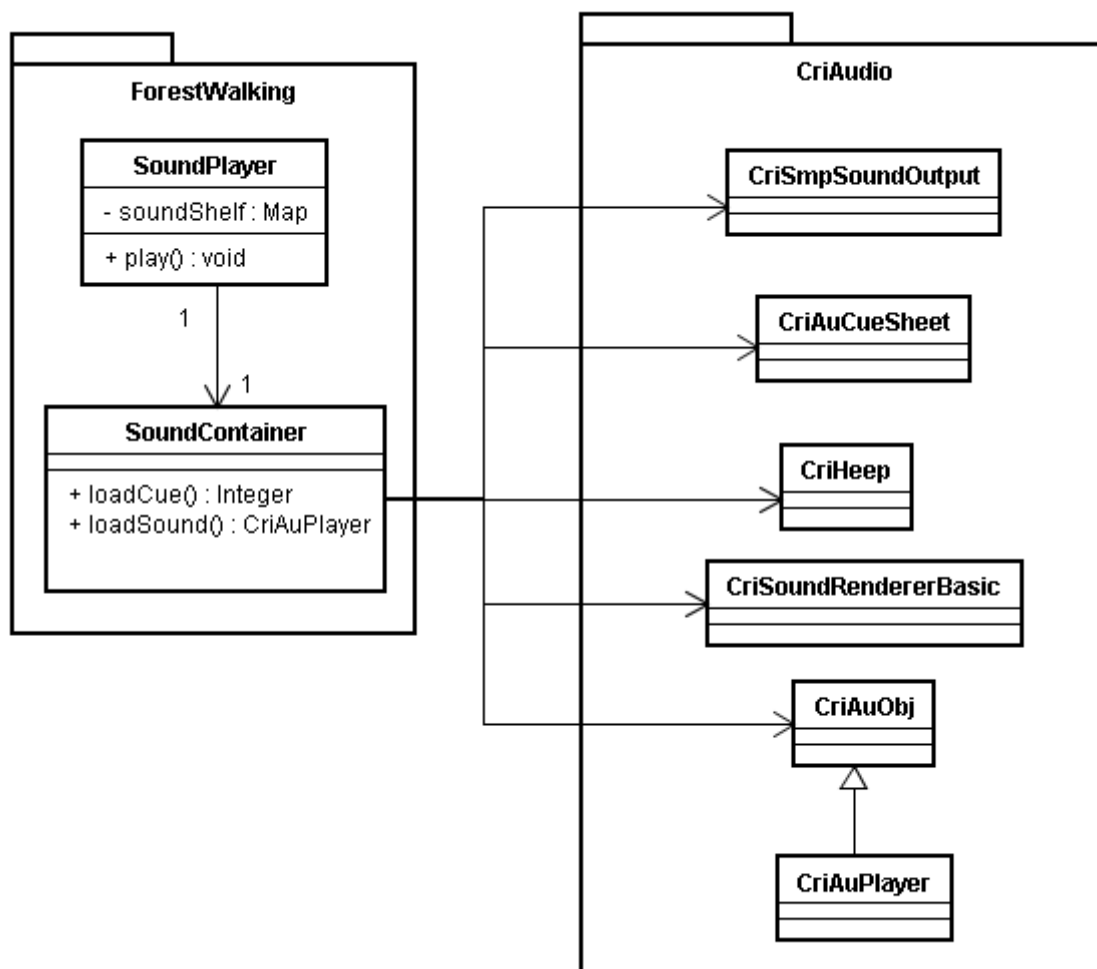 ForestWalking
SoundPlayer
- soundShelf : Map
+ play() : void
1
1
SoundContainer
+ loadCue() : Integer
+ loadSound() : CriAuPlayer
CriAudio
CriSmpSoundOutput
CriAuCueSheet
CriHeep
CriSoundRendererBasic
CriAuObj
CriAuPlayer